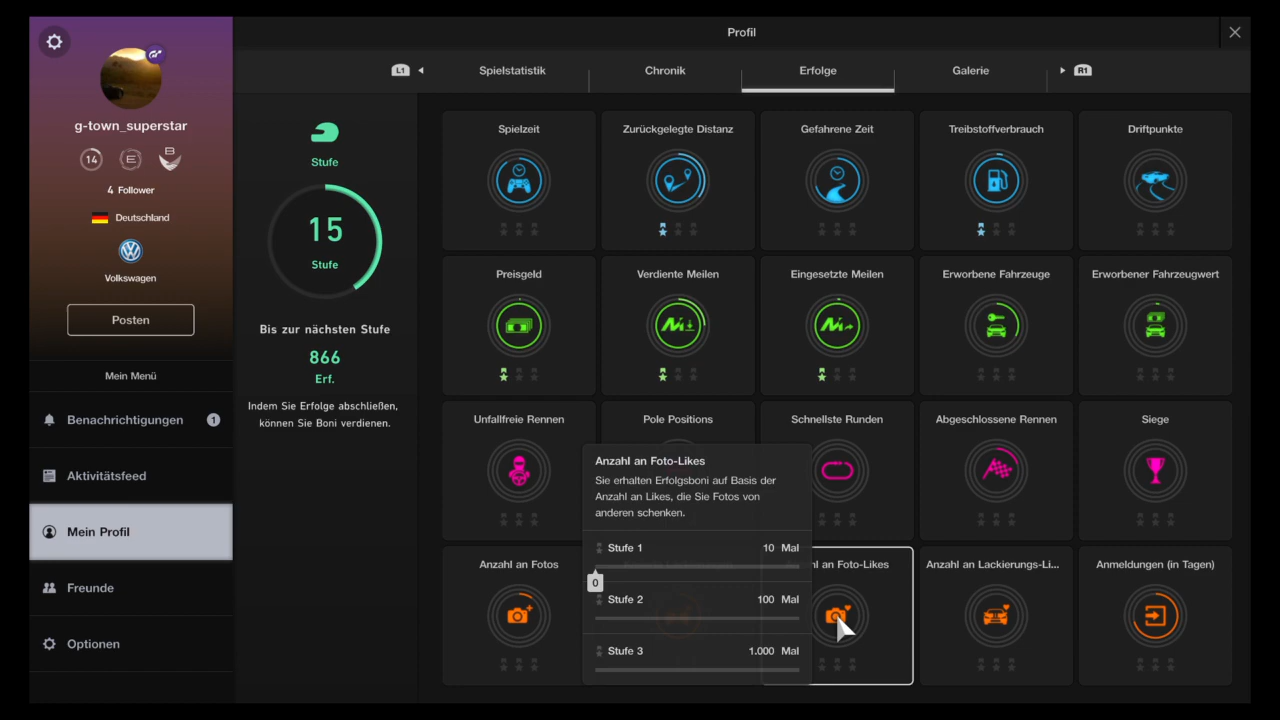 Profil
L1
Spielstatistik
Chronik
Erfolge
Galerie
R1
g-town_superstar
14
E
B
4 Follower
Deutschland
Volkswagen
Posten
Mein Menü
Benachrichtigungen
1
Aktivitätsfeed
Mein Profil
Freunde
Optionen
Stufe
15
Stufe
Bis zur nächsten Stufe
866
Erf.
Indem Sie Erfolge abschließen,
können Sie Boni verdienen.
Spielzeit
Zurückgelegte Distanz
Gefahrene Zeit
Treibstoffverbrauch
Driftpunkte
Preisgeld
Verdiente Meilen
Eingesetzte Meilen
Erworbene Fahrzeuge
Erworbener Fahrzeugwert
Unfallfreie Rennen
Pole Positions
Schnellste Runden
Abgeschlossene Rennen
Siege
Anzahl an Foto-Likes
Sie erhalten Erfolgsboni auf Basis der
Anzahl an Likes, die Sie Fotos von
anderen schenken.
Stufe 1 10 Mal
0
Stufe 2 100 Mal
Stufe 3 1.000 Mal
Anzahl an Fotos
hl an Foto-Likes
Anzahl an Lackierungs-Li...
Anmeldungen (in Tagen)